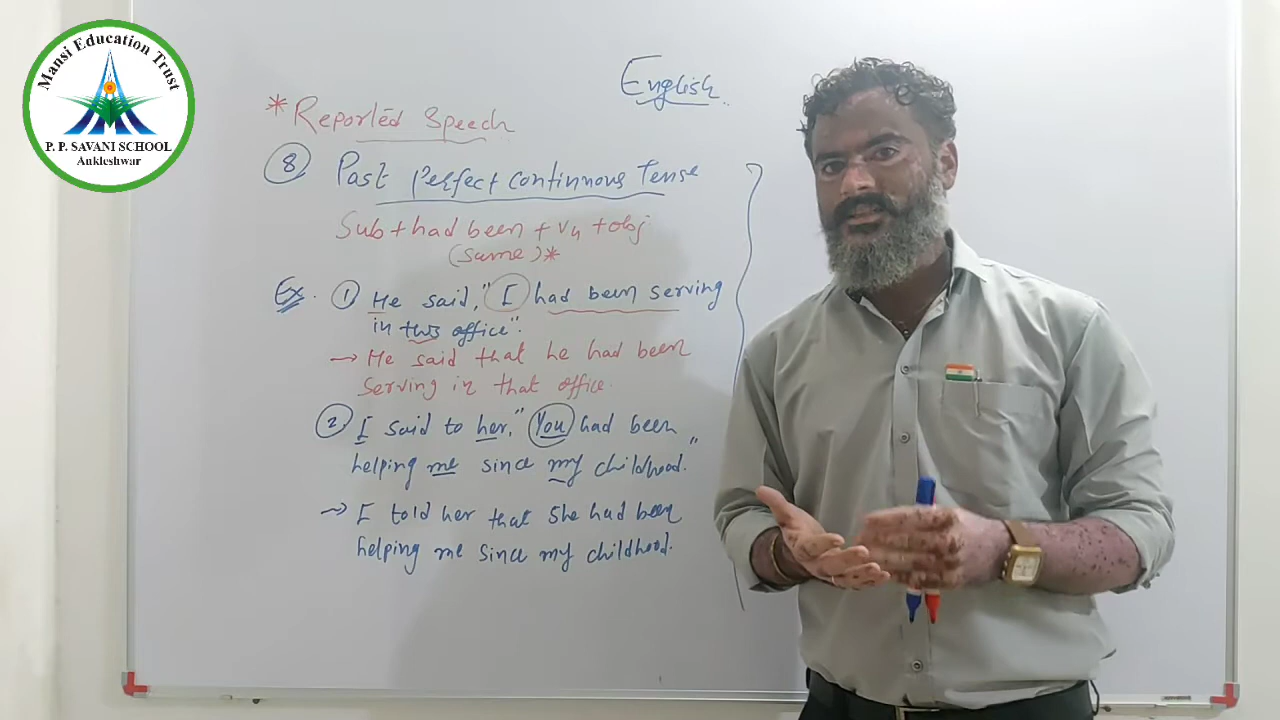 Mansi Education Trust
P. P. SAVANI SCHOOL
Ankleshwar
English
* Reported Speech
8 Past Perfect Continuous Tense
Sub + had been + V4 + obj
(same) *
Ex. 1 He said, "I had been serving
in this office".
→ He said that he had been
serving in that office.
2 I said to her, "You had been
helping me since my childhood."
→ I told her that she had been
helping me since my childhood.